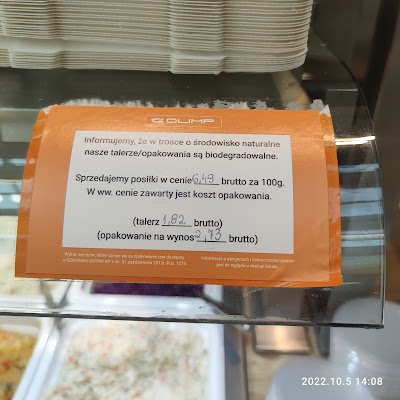 OLIMP
Informujemy, że w trosce o środowisko naturalne
nasze talerze/opakowania są biodegradowalne.
Sprzedajemy posiłki w cenie 6,49 brutto za 100g.
W ww. cenie zawarty jest koszt opakowania.
(talerz 1,82 brutto)
(opakowanie na wynos 2,73 brutto)
2022.10.5 14:08